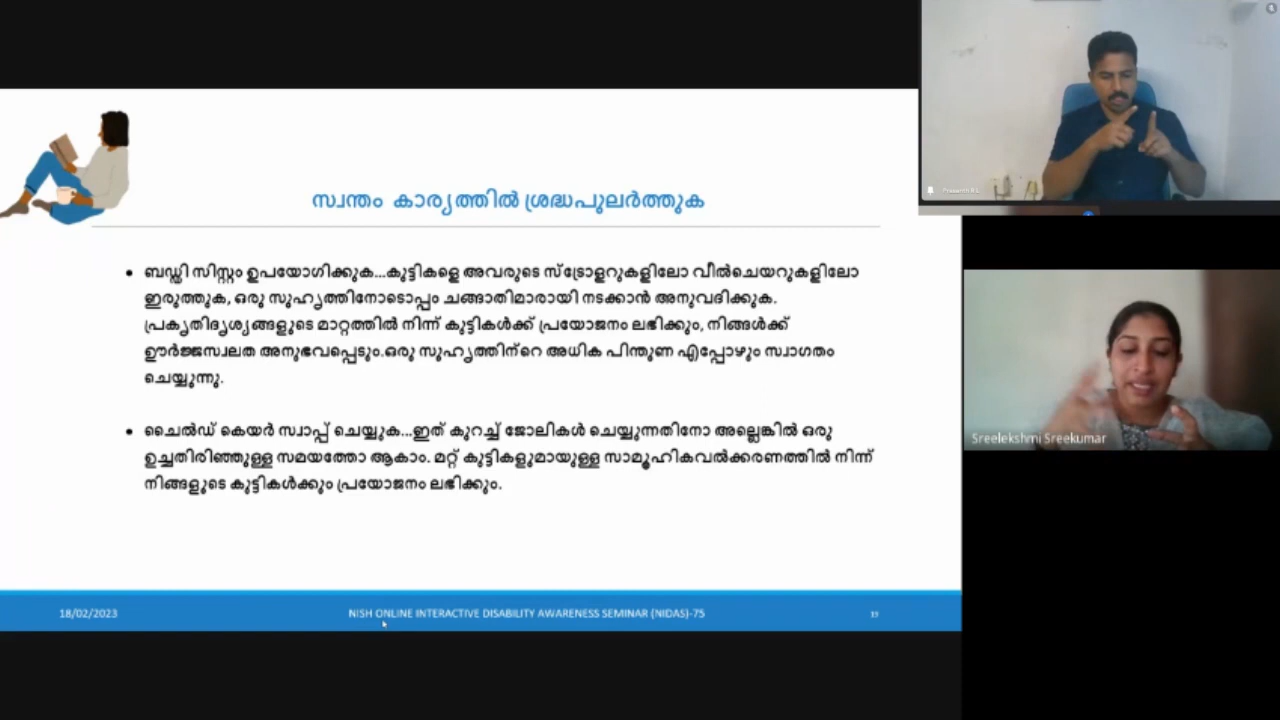 സ്വന്തം കാര്യത്തിൽ ശ്രദ്ധപുലർത്തുക
• ബഡ്ഡി സിസ്റ്റം ഉപയോഗിക്കുക...കുട്ടികളെ അവരുടെ സ്ട്രോളറുകളിലോ വീൽചെയറുകളിലോ
ഇരുത്തുക, ഒരു സുഹൃത്തിനോടൊപ്പം ചങ്ങാതിമാരായി നടക്കാൻ അനുവദിക്കുക.
പ്രകൃതിദൃശ്യങ്ങളുടെ മാറ്റത്തിൽ നിന്ന് കുട്ടികൾക്ക് പ്രയോജനം ലഭിക്കും, നിങ്ങൾക്ക്
ഊർജ്ജസ്വലത അനുഭവപ്പെടും.ഒരു സുഹൃത്തിന്റെ അധിക പിന്തുണ എപ്പോഴും സ്വാഗതം
ചെയ്യുന്നു.
• ചൈൽഡ് കെയർ സ്വാപ്പ് ചെയ്യുക...ഇത് കുറച്ച് ജോലികൾ ചെയ്യുന്നതിനോ അല്ലെങ്കിൽ ഒരു
ഉച്ചതിരിഞ്ഞുള്ള സമയത്തോ ആകാം. മറ്റ് കുട്ടികളുമായുള്ള സാമൂഹികവൽക്കരണത്തിൽ നിന്ന്
നിങ്ങളുടെ കുട്ടികൾക്കും പ്രയോജനം ലഭിക്കും.
18/02/2023
NISH ONLINE INTERACTIVE DISABILITY AWARENESS SEMINAR (NIDAS)-75
Sreelekshmi Sreekumar